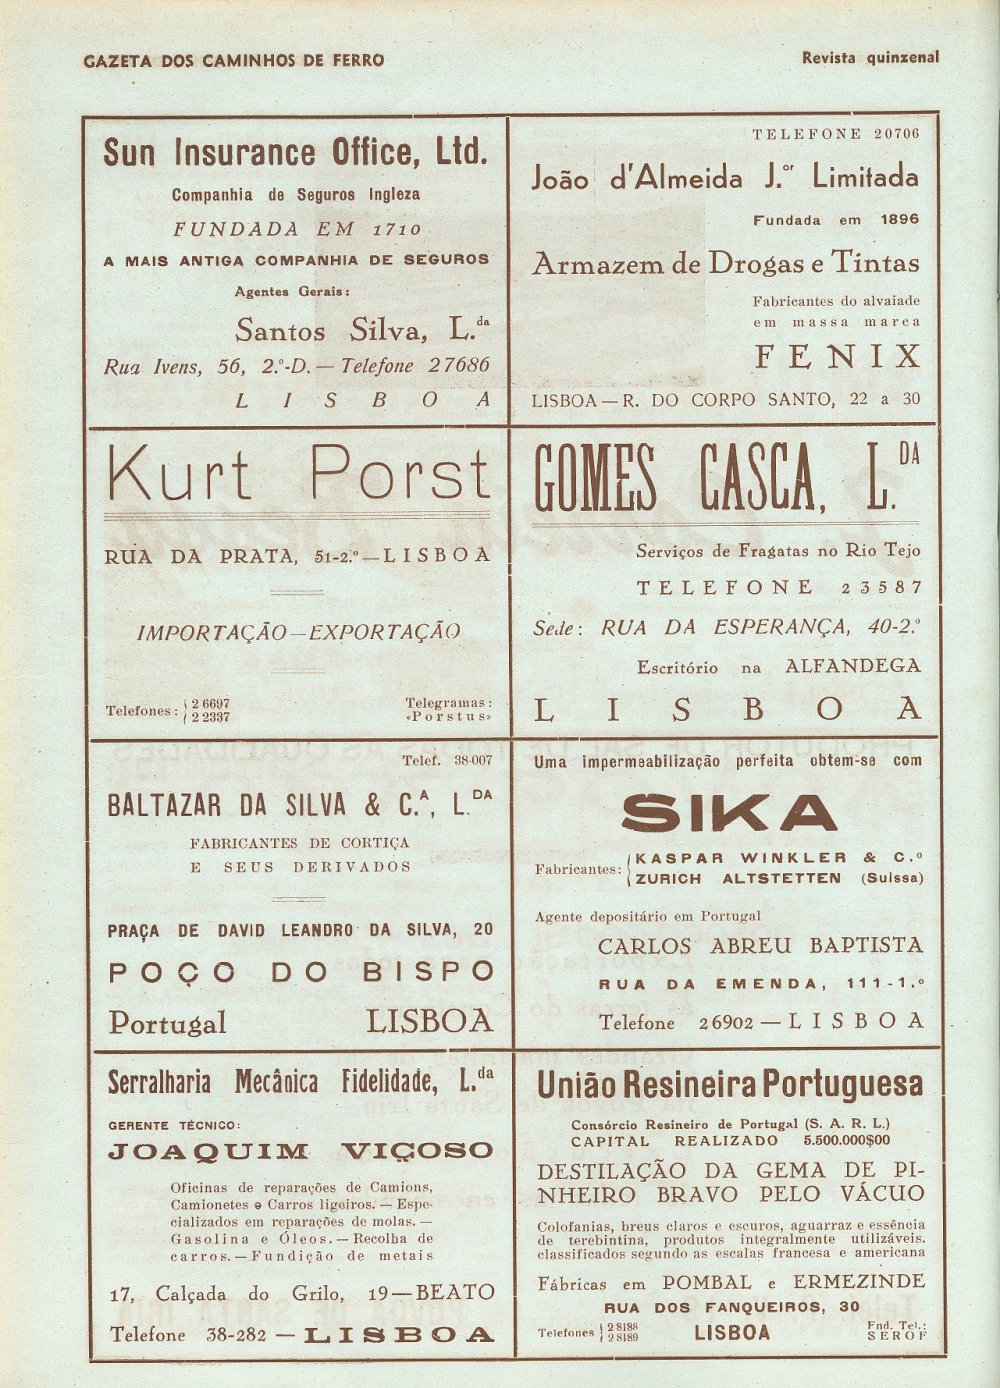 GAZETA DOS CAMINHOS DE FERRO
Revista quinzenal
Sun Insurance Office, Ltd.
Companhia de Seguros Ingleza
FUNDADA EM 1710
A MAIS ANTIGA COMPANHIA DE SEGUROS
Agentes Gerais:
Santos Silva, L.da
Rua Ivens, 56, 2.º-D. — Telefone 27686
LISBOA
TELEFONE 20706
João d'Almeida J.or Limitada
Fundada em 1896
Armazem de Drogas e Tintas
Fabricantes do alvaiade
em massa marca
FENIX
LISBOA — R. DO CORPO SANTO, 22 a 30
Kurt Porst
RUA DA PRATA, 51-2.º — LISBOA
IMPORTAÇÃO — EXPORTAÇÃO
Telefones: { 2 6697
{ 2 2337
Telegramas:
«Porstus»
GOMES CASCA, L.DA
Serviços de Fragatas no Rio Tejo
TELEFONE 23587
Séde: RUA DA ESPERANÇA, 40-2.º
Escritório na ALFANDEGA
LISBOA
Telef. 38-007
BALTAZAR DA SILVA & C.A, L.DA
FABRICANTES DE CORTIÇA
E SEUS DERIVADOS
PRAÇA DE DAVID LEANDRO DA SILVA, 20
POÇO DO BISPO
Portugal LISBOA
Uma impermeabilização perfeita obtem-se com
SIKA
Fabricantes: { KASPAR WINKLER & C.º
{ ZURICH ALTSTETTEN (Suissa)
Agente depositário em Portugal
CARLOS ABREU BAPTISTA
RUA DA EMENDA, 111-1.º
Telefone 26902 — LISBOA
Serralharia Mecânica Fidelidade, L.da
GERENTE TÉCNICO:
JOAQUIM VIÇOSO
Oficinas de reparações de Camions,
Camionetes e Carros ligeiros. — Espe-
cializados em reparações de molas. —
Gasolina e Óleos. — Recolha de
carros. — Fundição de metais
17, Calçada do Grilo, 19 — BEATO
Telefone 38-282 — LISBOA
União Resineira Portuguesa
Consórcio Resineiro de Portugal (S. A. R. L.)
CAPITAL REALIZADO 5.500.000$00
DESTILAÇÃO DA GEMA DE PI-
NHEIRO BRAVO PELO VÁCUO
Colofanias, breus claros e escuros, aguarraz e essência
de terebintina, produtos integralmente utilizáveis.
classificados segundo as escalas francesa e americana
Fábricas em POMBAL e ERMEZINDE
RUA DOS FANQUEIROS, 30
Telefones { 2 8188
{ 2 8189
LISBOA
End. Tel.:
SEROF